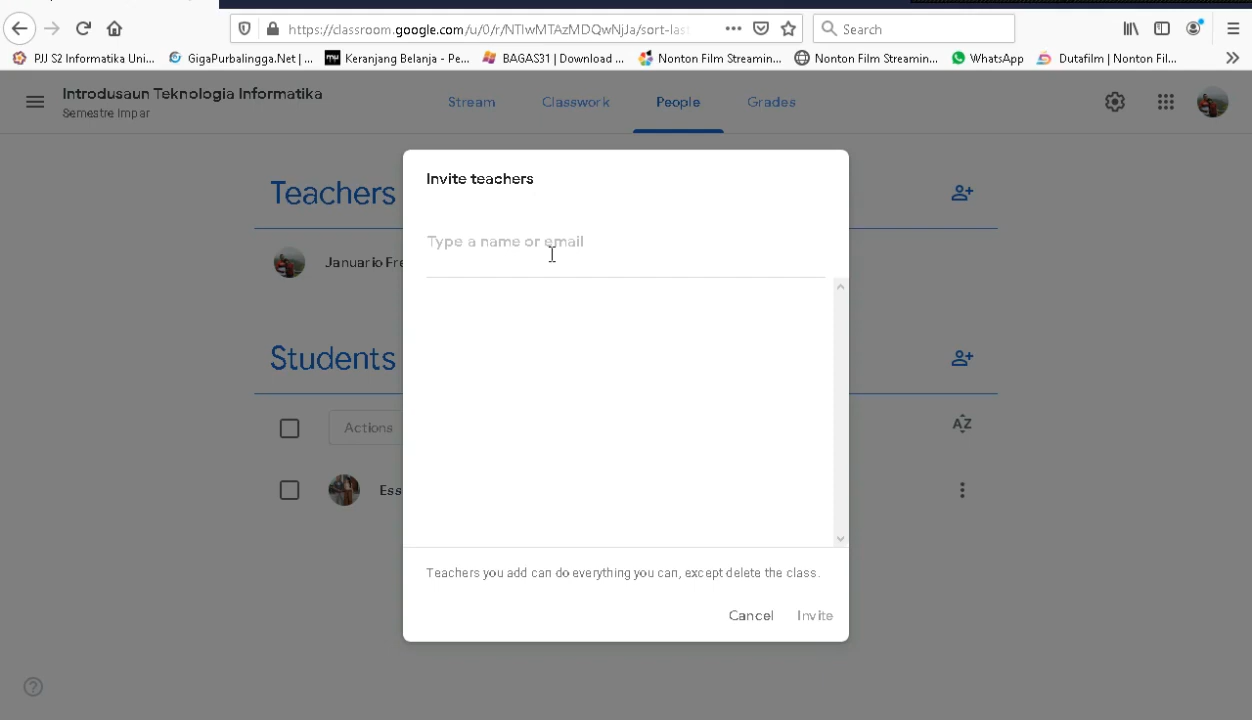 https://classroom.google.com/u/0/r/NTIwMTAzMDQwNjJa/sort-las
Search
PJJ S2 Informatika Uni...
GigaPurbalingga.Net | ...
Keranjang Belanja - Pe...
BAGAS31 | Download ...
Nonton Film Streamin...
Nonton Film Streamin...
WhatsApp
Dutafilm | Nonton Fil...
Introdusaun Teknologia Informatika
Semestre Impar
Stream
Classwork
People
Grades
Invite teachers
Teachers
Type a name or email
Januario Fre
Students
Actions
AZ
Ess
Teachers you add can do everything you can, except delete the class.
Cancel
Invite